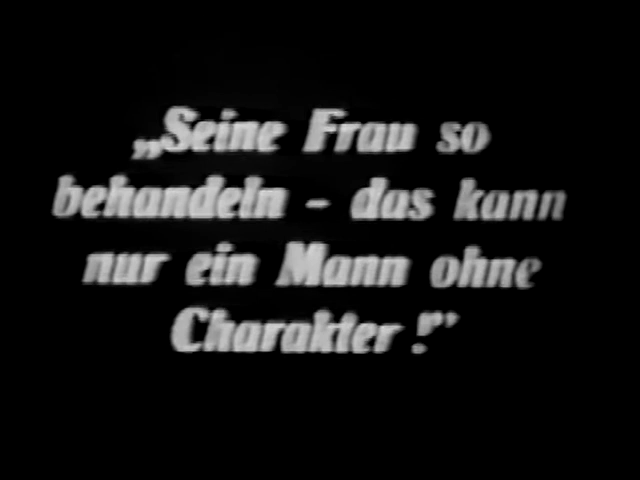 „Seine Frau so
behandeln - das kann
nur ein Mann ohne
Charakter!”